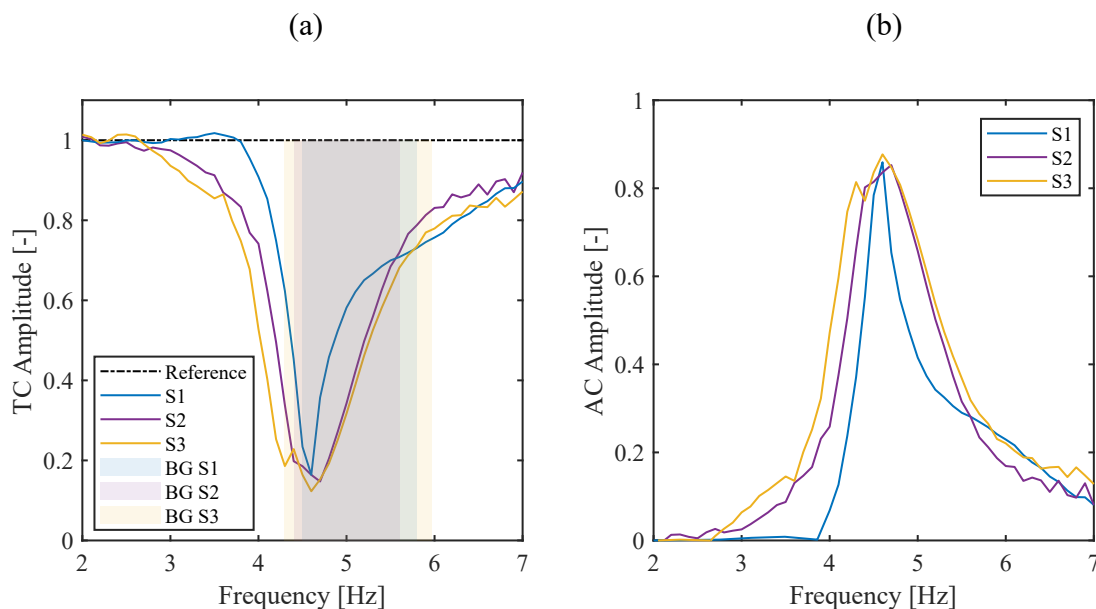 (a)
TC Amplitude [-]
1
0.8
0.6
0.4
0.2
0
Reference
S1
S2
S3
BG S1
BG S2
BG S3
2 3 4 5 6 7
Frequency [Hz]
(b)
AC Amplitude [-]
1
0.8
0.6
0.4
0.2
0
S1
S2
S3
2 3 4 5 6 7
Frequency [Hz]